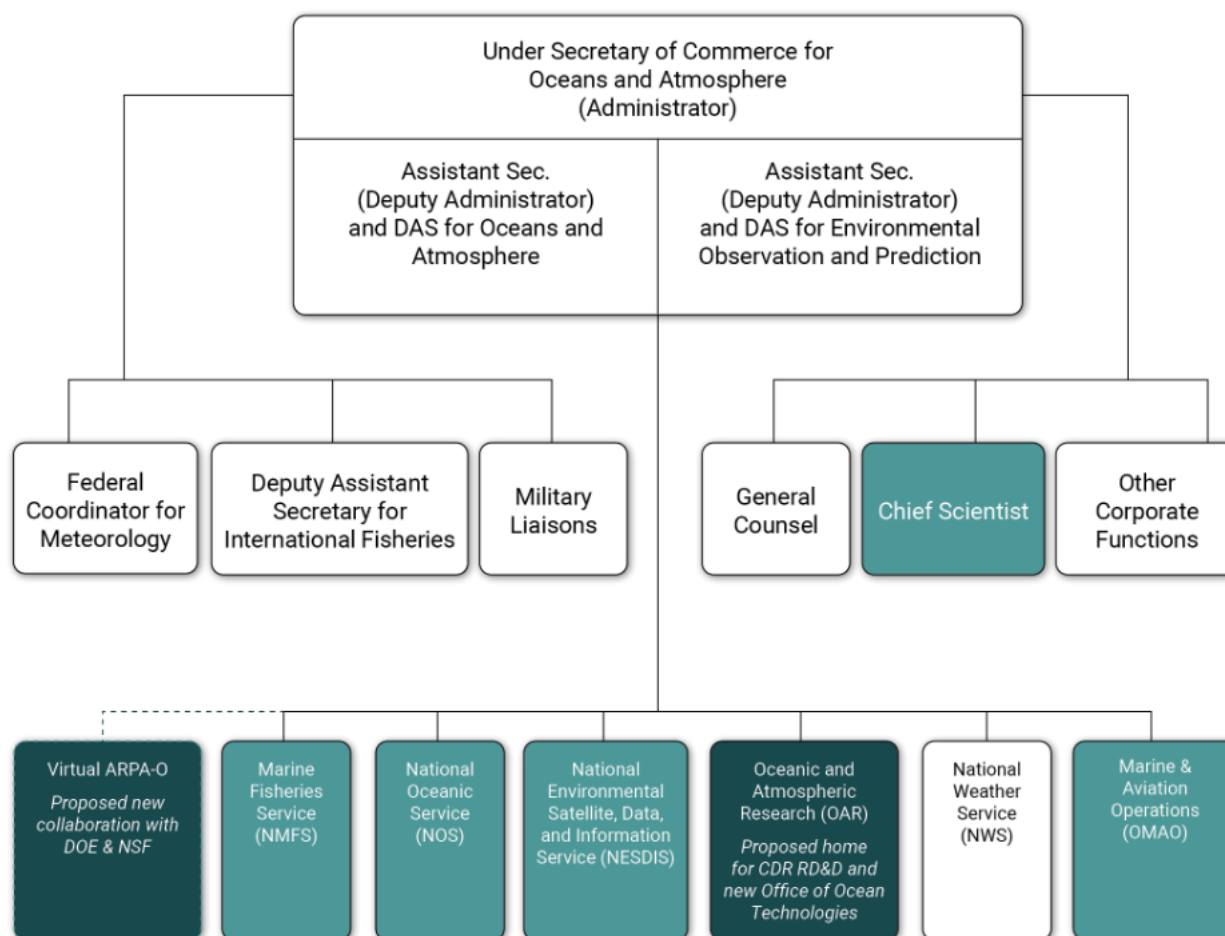 Under Secretary of Commerce for
Oceans and Atmosphere
(Administrator)
Assistant Sec.
(Deputy Administrator)
and DAS for Oceans and
Atmosphere
Assistant Sec.
(Deputy Administrator)
and DAS for Environmental
Observation and Prediction
Federal
Coordinator for
Meteorology
Deputy Assistant
Secretary for
International Fisheries
Military
Liaisons
General
Counsel
Chief Scientist
Other
Corporate
Functions
Virtual ARPA-O
Proposed new
collaboration with
DOE & NSF
Marine
Fisheries
Service
(NMFS)
National
Oceanic
Service
(NOS)
National
Environmental
Satellite, Data,
and Information
Service (NESDIS)
Oceanic and
Atmospheric
Research (OAR)
Proposed home
for CDR RD&D and
new Office of Ocean
Technologies
National
Weather
Service
(NWS)
Marine &
Aviation
Operations
(OMAO)